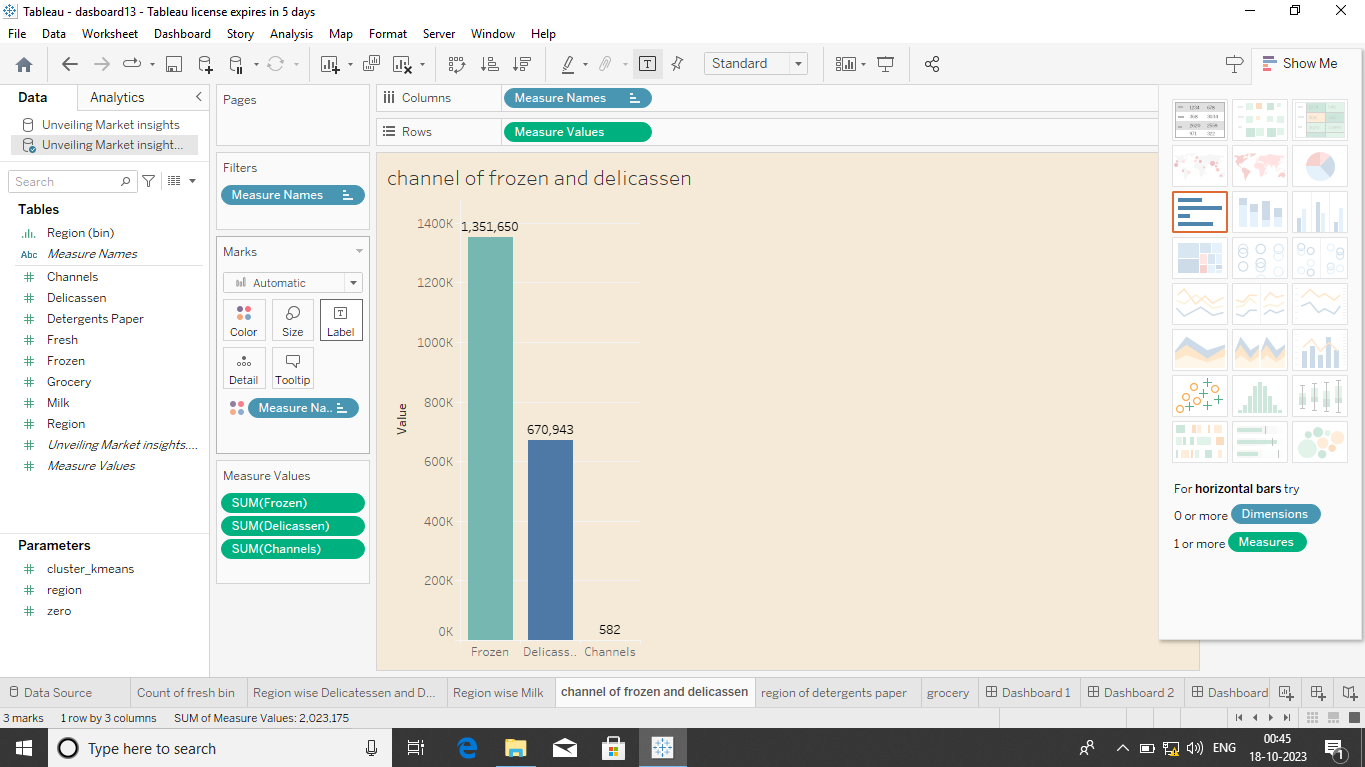 Tableau - dasboard13 - Tableau license expires in 5 days
File Data Worksheet Dashboard Story Analysis Map Format Server Window Help
Standard
Show Me
Data Analytics
Unveiling Market insights
Unveiling Market insight...
Search
Tables
Region (bin)
Abc Measure Names
Channels
Delicassen
Detergents Paper
Fresh
Frozen
Grocery
Milk
Region
Unveiling Market insights....
Measure Values
Parameters
cluster_kmeans
region
zero
Pages
Filters
Measure Names
Marks
Automatic
Color Size Label
Detail Tooltip
Measure Na..
Measure Values
SUM(Frozen)
SUM(Delicassen)
SUM(Channels)
Columns Measure Names
Rows Measure Values
channel of frozen and delicassen
1400K
1200K
1000K
800K
600K
400K
200K
0K
Value
1,351,650
670,943
582
Frozen Delicass.. Channels
For horizontal bars try
0 or more Dimensions
1 or more Measures
Data Source Count of fresh bin Region wise Delicatessen and D... Region wise Milk channel of frozen and delicassen region of detergents paper grocery Dashboard 1 Dashboard 2 Dashboard
3 marks 1 row by 3 columns SUM of Measure Values: 2,023,175
Type here to search
ENG
00:45
18-10-2023
1